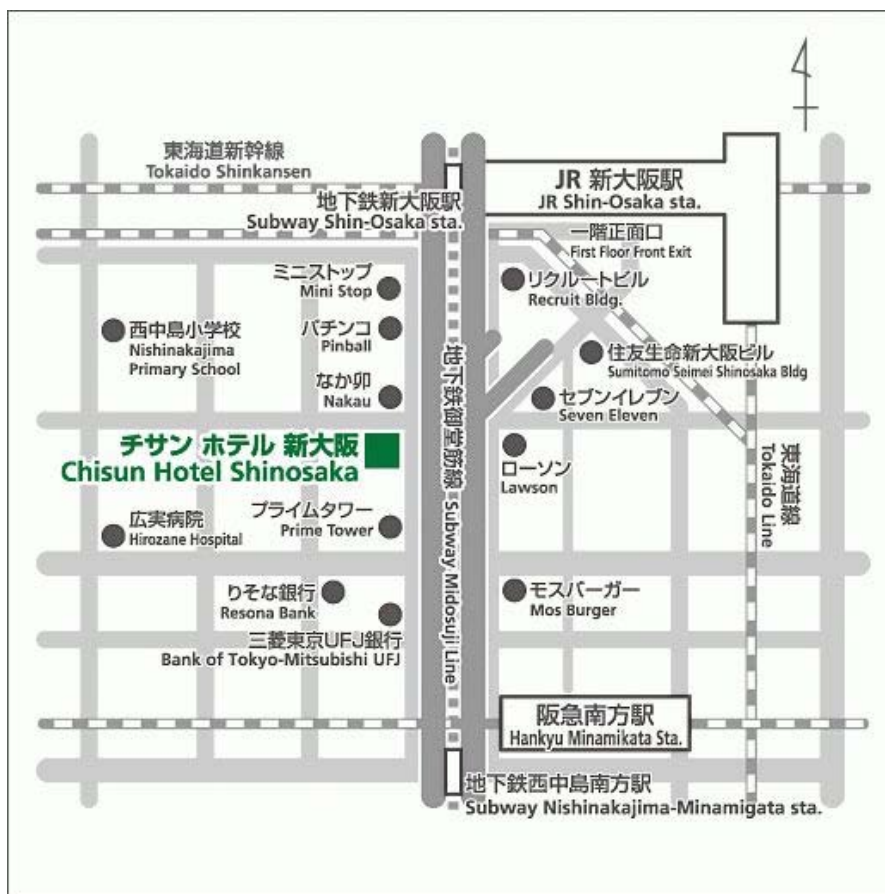 東海道新幹線
Tokaido Shinkansen
地下鉄新大阪駅
Subway Shin-Osaka sta.
JR 新大阪駅
JR Shin-Osaka sta.
一階正面口
First Floor Front Exit
ミニストップ
Mini Stop
リクルートビル
Recruit Bldg.
西中島小学校
Nishinakajima
Primary School
パチンコ
Pinball
住友生命新大阪ビル
Sumitomo Seimei Shinosaka Bldg
なか卯
Nakau
セブンイレブン
Seven Eleven
地下鉄御堂筋線 Subway Midosuji Line
チサン ホテル 新大阪
Chisun Hotel Shinosaka
ローソン
Lawson
東海道線
Tokaido Line
広実病院
Hirozane Hospital
プライムタワー
Prime Tower
りそな銀行
Resona Bank
モスバーガー
Mos Burger
三菱東京UFJ銀行
Bank of Tokyo-Mitsubishi UFJ
阪急南方駅
Hankyu Minamikata Sta.
地下鉄西中島南方駅
Subway Nishinakajima-Minamigata sta.